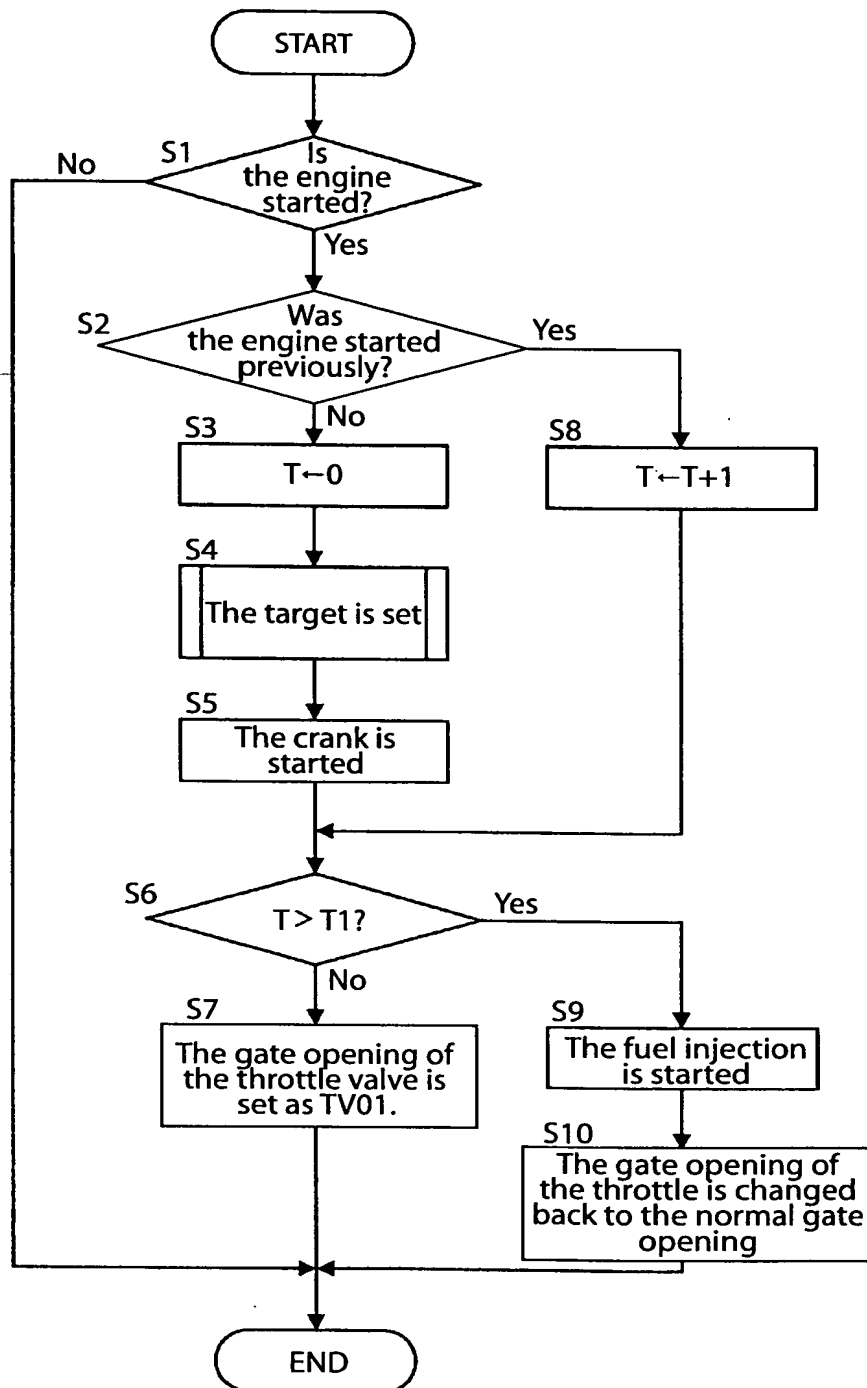 START
S1
Is
the engine
started?
No
Yes
S2
Was
the engine started
previously?
Yes
No
S3
T←0
S8
T←T+1
S4
The target is set
S5
The crank is
started
S6
T > T1?
Yes
No
S7
The gate opening of
the throttle valve is
set as TV01.
S9
The fuel injection
is started
S10
The gate opening of
the throttle is changed
back to the normal gate
opening
END